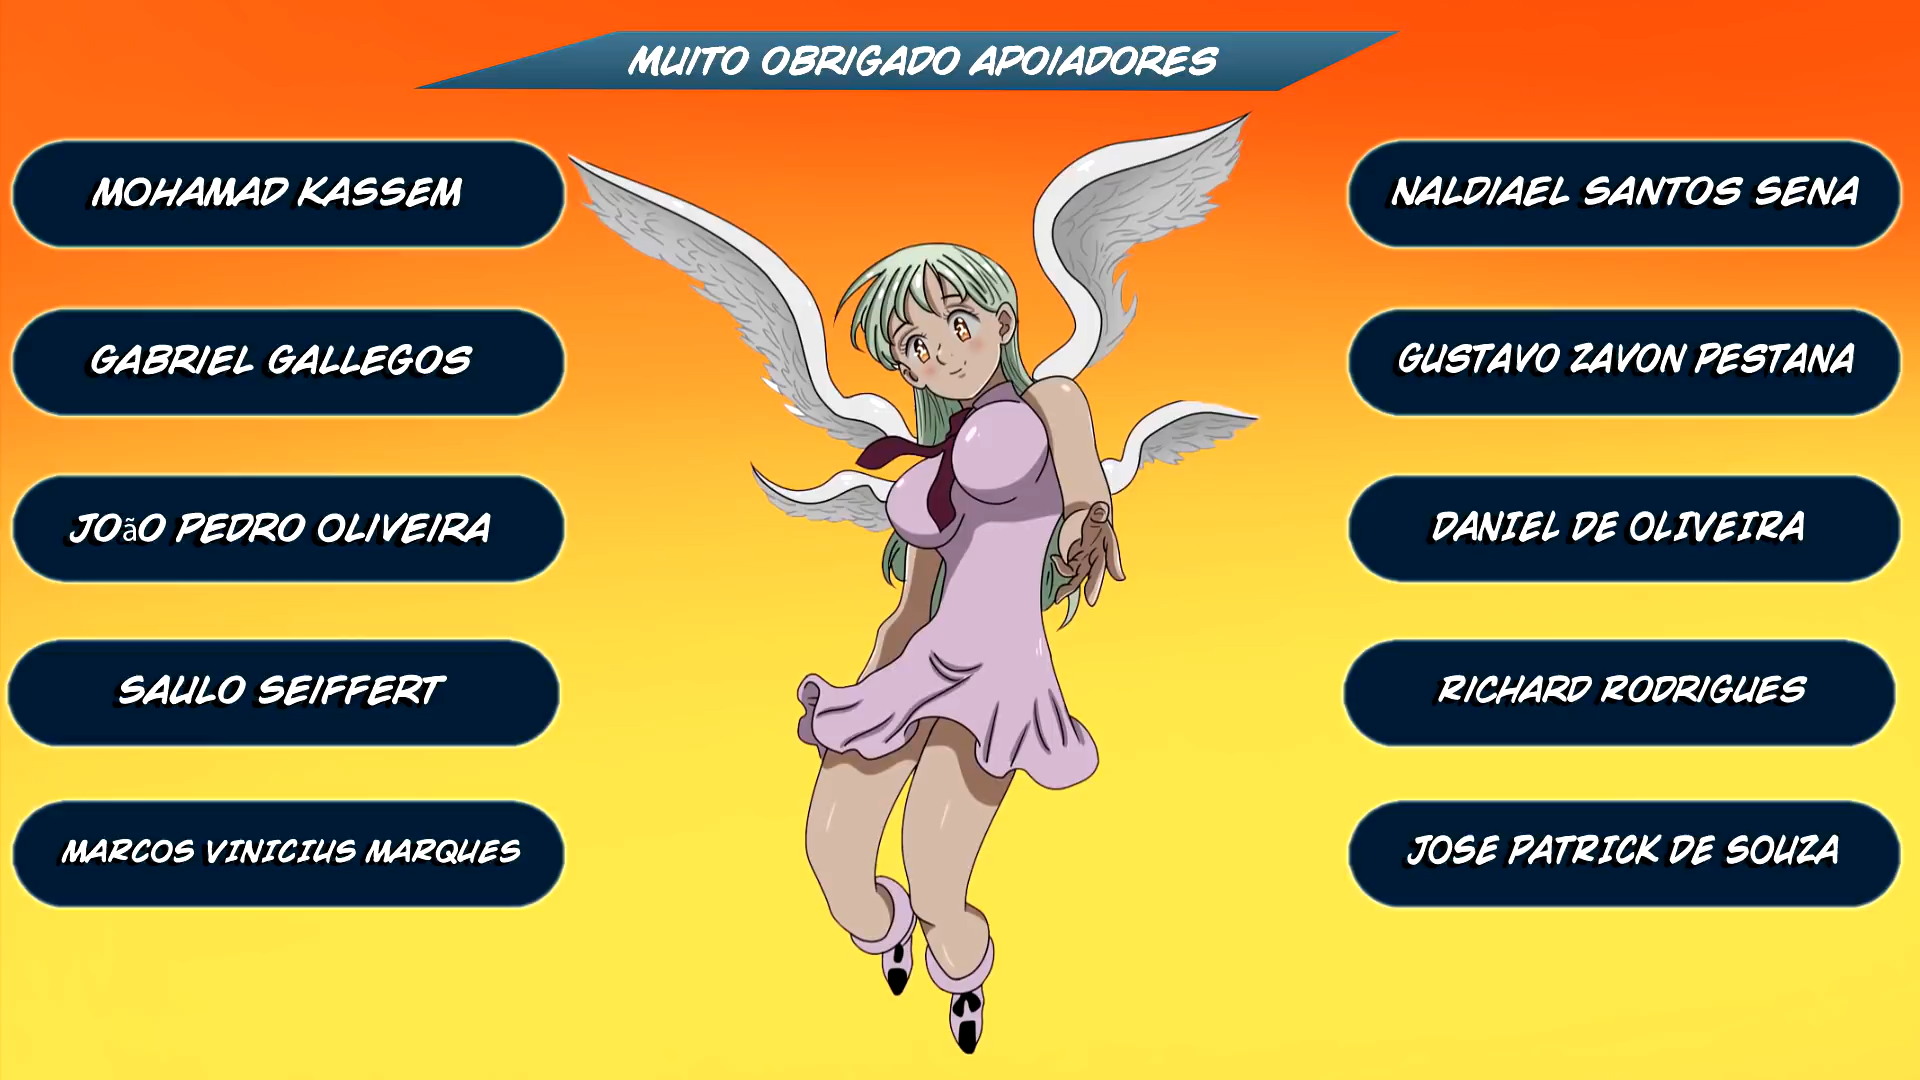 MUITO OBRIGADO APOIADORES
MOHAMAD KASSEM
GABRIEL GALLEGOS
JOãO PEDRO OLIVEIRA
SAULO SEIFFERT
MARCOS VINICIUS MARQUES
NALDIAEL SANTOS SENA
GUSTAVO ZAVON PESTANA
DANIEL DE OLIVEIRA
RICHARD RODRIGUES
JOSE PATRICK DE SOUZA